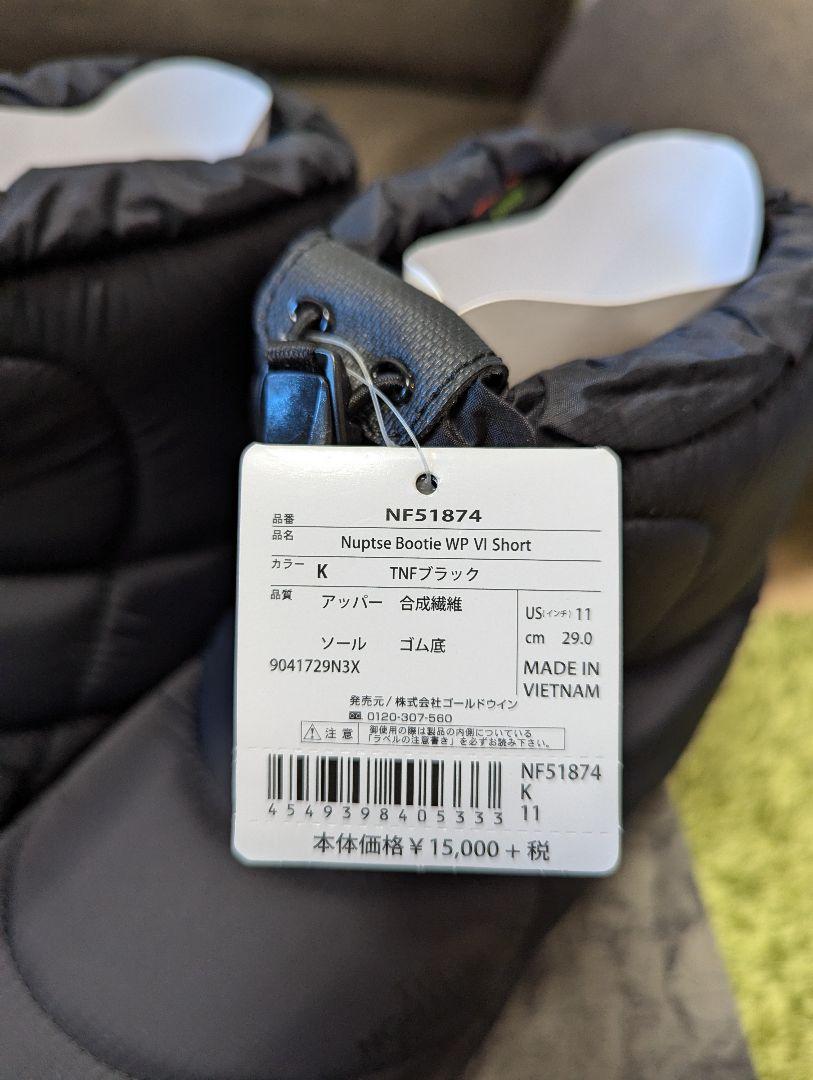 品番 NF51874
品名 Nuptse Bootie WP VI Short
カラー K TNFブラック
品質 アッパー 合成繊維 US(インチ) 11
cm 29.0
ソール ゴム底
9041729N3X MADE IN
VIETNAM
発売元/株式会社ゴールドウイン
0120-307-560
注意 御使用の際は製品の内側についている
「ラベルの注意書き」を必ずお読み下さい。
NF51874
K
11
4549398405333
本体価格¥15,000+税